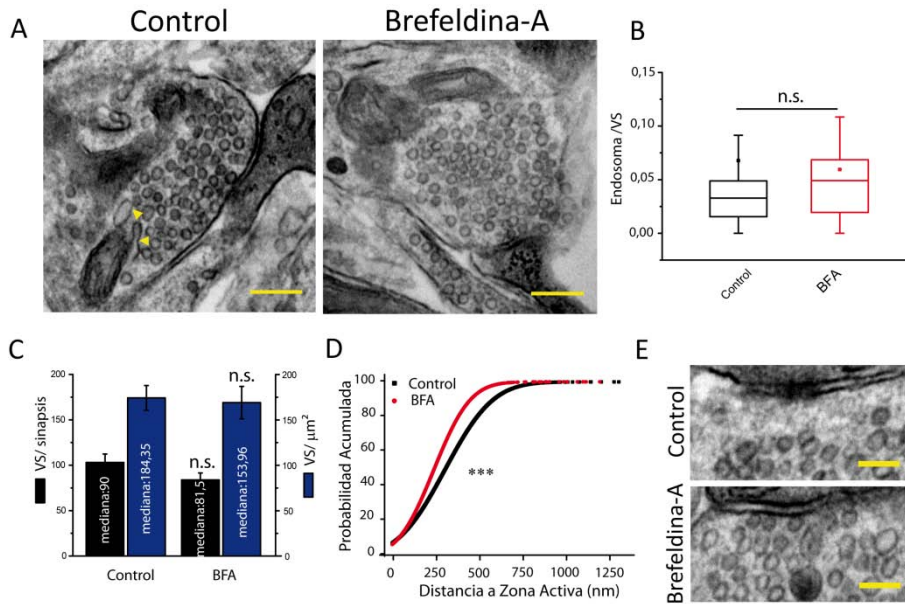 A
Control
Brefeldina-A
B
0,15
0,10
0,05
0,00
Endosoma /VS
n.s.
Control
BFA
C
VS/ sinapsis
200
150
100
50
0
mediana:90
mediana:184,35
n.s.
mediana:81,5
n.s.
mediana:153,96
200
150
100
50
0
VS/ µm²
Control
BFA
D
Probabilidad Acumulada
100
80
60
40
20
0
Control
BFA
***
0
250
500
750
1000
1250
Distancia a Zona Activa (nm)
E
Control
Brefeldina-A